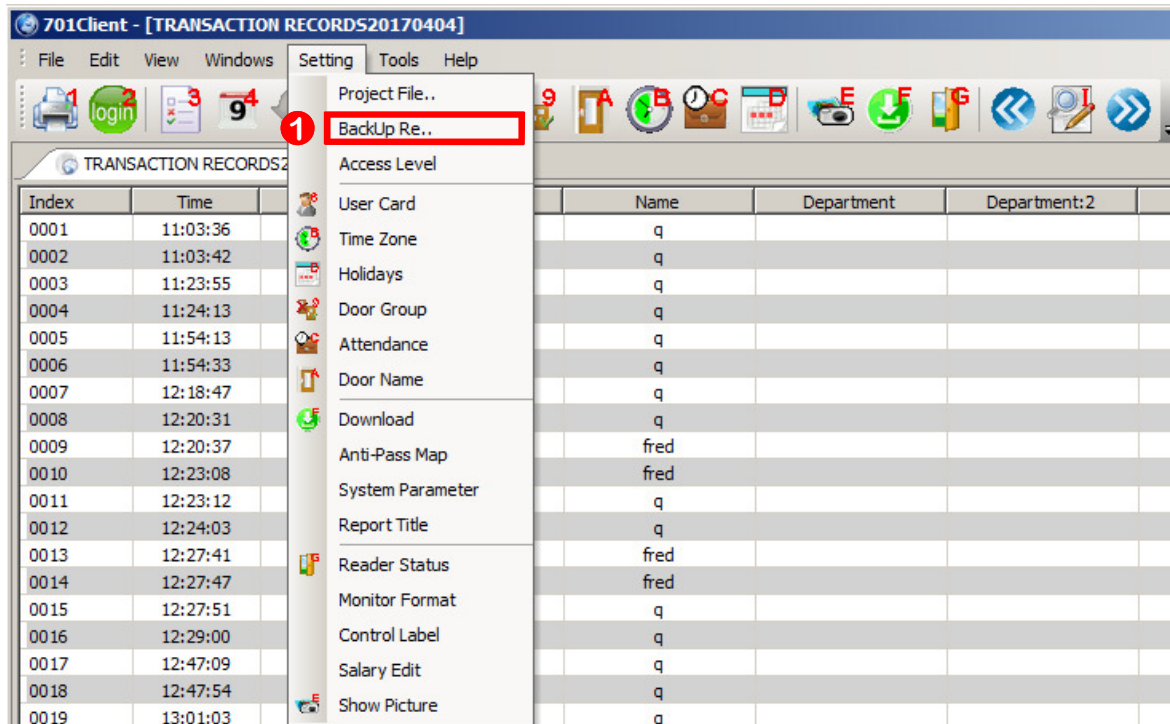 701Client - [TRANSACTION RECORDS20170404]
File Edit View Windows Setting Tools Help
1 login 2 3 9 4 9 A B C D E F G I
Project File..
1 BackUp Re..
TRANSACTION RECORDS2
Access Level
Index Time Name Department Department:2
User Card
Time Zone
Holidays
Door Group
Attendance
Door Name
Download
Anti-Pass Map
System Parameter
Report Title
Reader Status
Monitor Format
Control Label
Salary Edit
Show Picture
0001 11:03:36 q
0002 11:03:42 q
0003 11:23:55 q
0004 11:24:13 q
0005 11:54:13 q
0006 11:54:33 q
0007 12:18:47 q
0008 12:20:31 q
0009 12:20:37 fred
0010 12:23:08 fred
0011 12:23:12 q
0012 12:24:03 q
0013 12:27:41 fred
0014 12:27:47 fred
0015 12:27:51 q
0016 12:29:00 q
0017 12:47:09 q
0018 12:47:54 q
0019 13:01:03 q